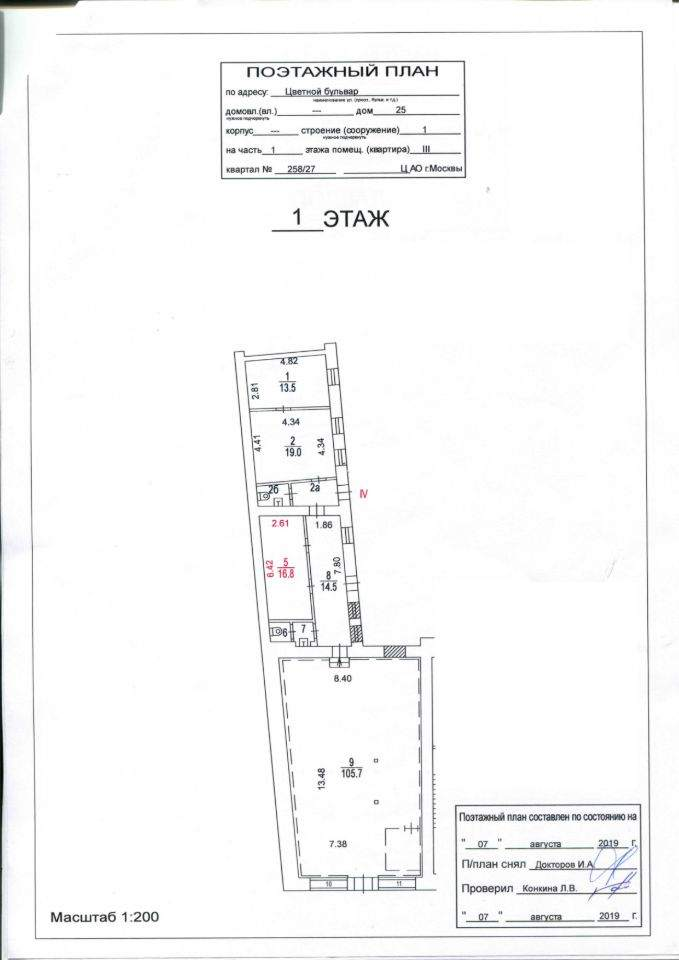 ПОЭТАЖНЫЙ ПЛАН
по адресу: Цветной бульвар
наименование ул. (просп., бульв. и т.д.)
домовл.(вл.) --- дом 25
нужное подчеркнуть
корпус --- строение (сооружение) 1
нужное подчеркнуть
на часть 1 этажа помещ. (квартира) III
квартал № 258/27 ЦАО г.Москвы
1 ЭТАЖ
4.82
1
13.5
2.81
4.34
4.41
2
19.0
4.34
2б
2а
Т
IV
2.61
1.86
6.42
5
16.8
7.80
8
14.5
6
7
Т
8.40
9
105.7
13.48
7.38
10
11
Поэтажный план составлен по состоянию на
" 07 " августа 2019 г.
П/план снял Докторов И.А.
Проверил Конкина Л.В.
" 07 " августа 2019 г.
Масштаб 1:200